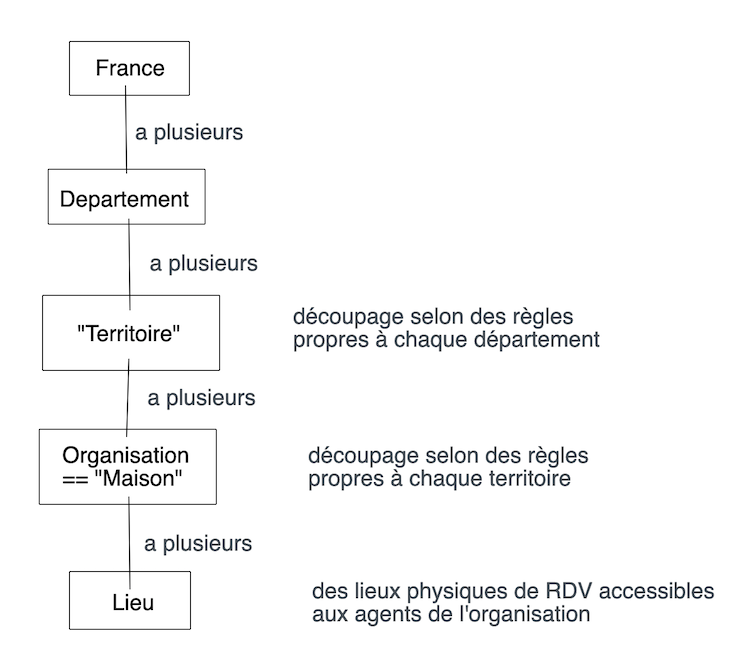 France
a plusieurs
Departement
a plusieurs
"Territoire"
découpage selon des règles
propres à chaque département
a plusieurs
Organisation
== "Maison"
découpage selon des règles
propres à chaque territoire
a plusieurs
Lieu
des lieux physiques de RDV accessibles
aux agents de l'organisation